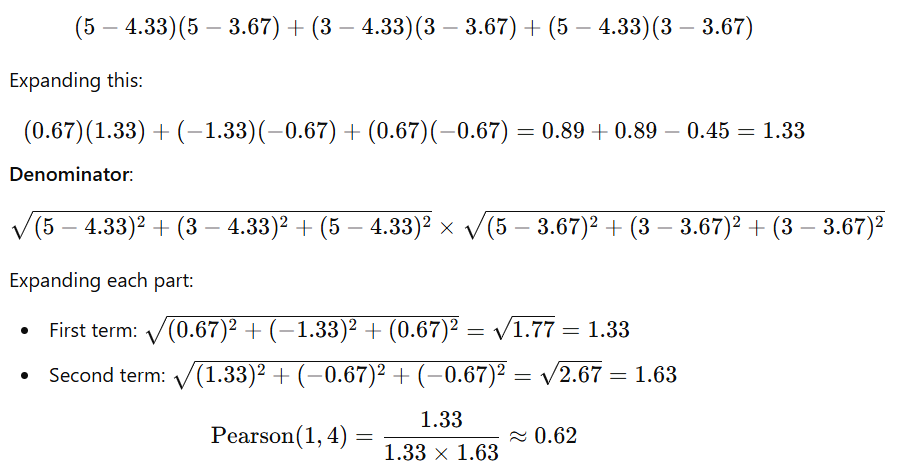 (5 − 4.33)(5 − 3.67) + (3 − 4.33)(3 − 3.67) + (5 − 4.33)(3 − 3.67)
Expanding this:
(0.67)(1.33) + (−1.33)(−0.67) + (0.67)(−0.67) = 0.89 + 0.89 − 0.45 = 1.33
Denominator:
√((5 − 4.33)² + (3 − 4.33)² + (5 − 4.33)²) × √((5 − 3.67)² + (3 − 3.67)² + (3 − 3.67)²)
Expanding each part:
• First term: √((0.67)² + (−1.33)² + (0.67)²) = √1.77 = 1.33
• Second term: √((1.33)² + (−0.67)² + (−0.67)²) = √2.67 = 1.63
Pearson(1, 4) = 1.33 / (1.33 × 1.63) ≈ 0.62